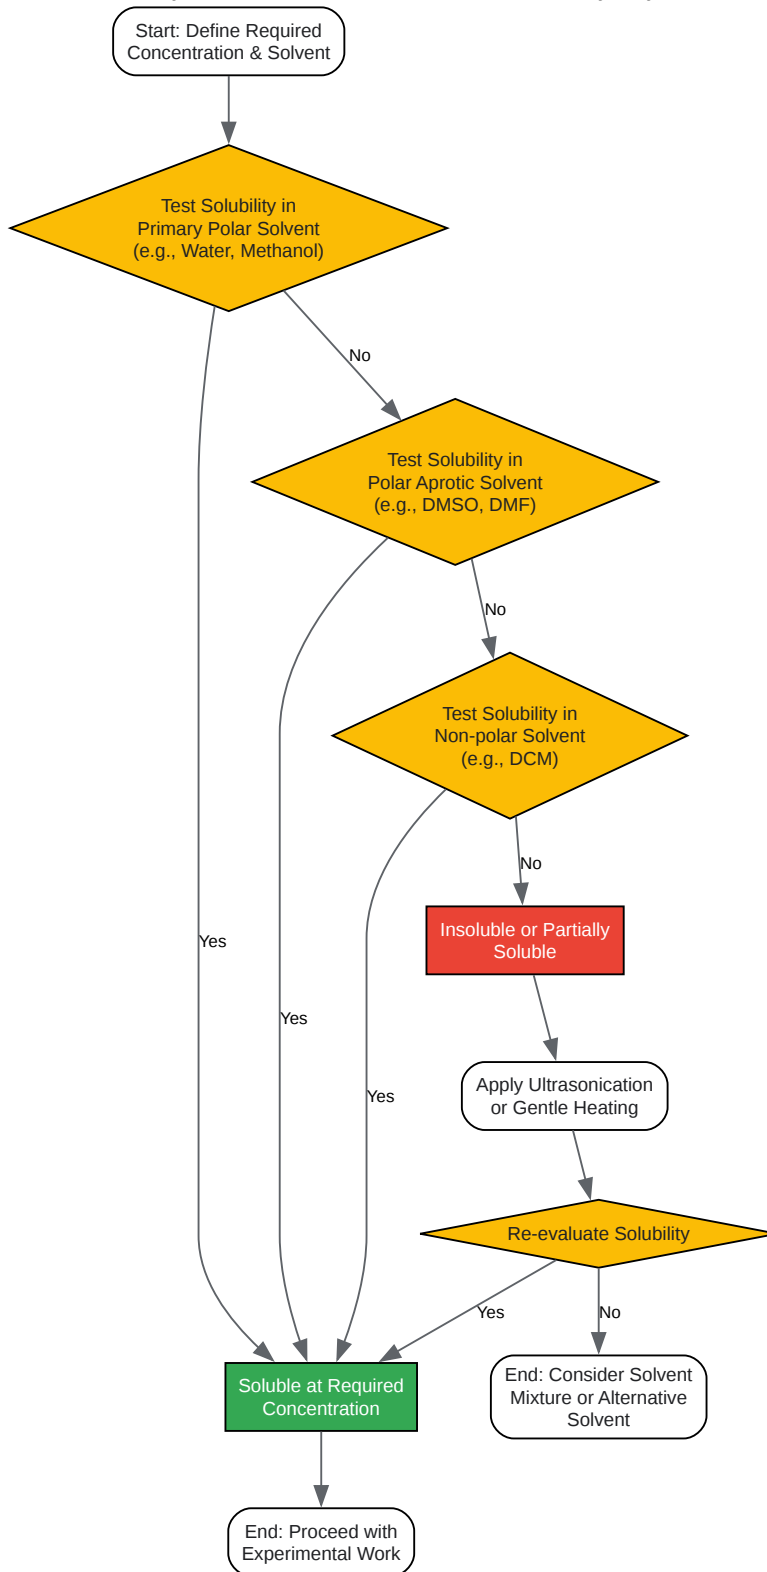 Start: Define Required
Concentration & Solvent
Test Solubility in
Primary Polar Solvent
(e.g., Water, Methanol)
No
Test Solubility in
Polar Aprotic Solvent
(e.g., DMSO, DMF)
No
Test Solubility in
Non-polar Solvent
(e.g., DCM)
No
Insoluble or Partially
Soluble
Yes
Yes
Yes
Apply Ultrasonication
or Gentle Heating
Re-evaluate Solubility
Yes
No
Soluble at Required
Concentration
End: Consider Solvent
Mixture or Alternative
Solvent
End: Proceed with
Experimental Work